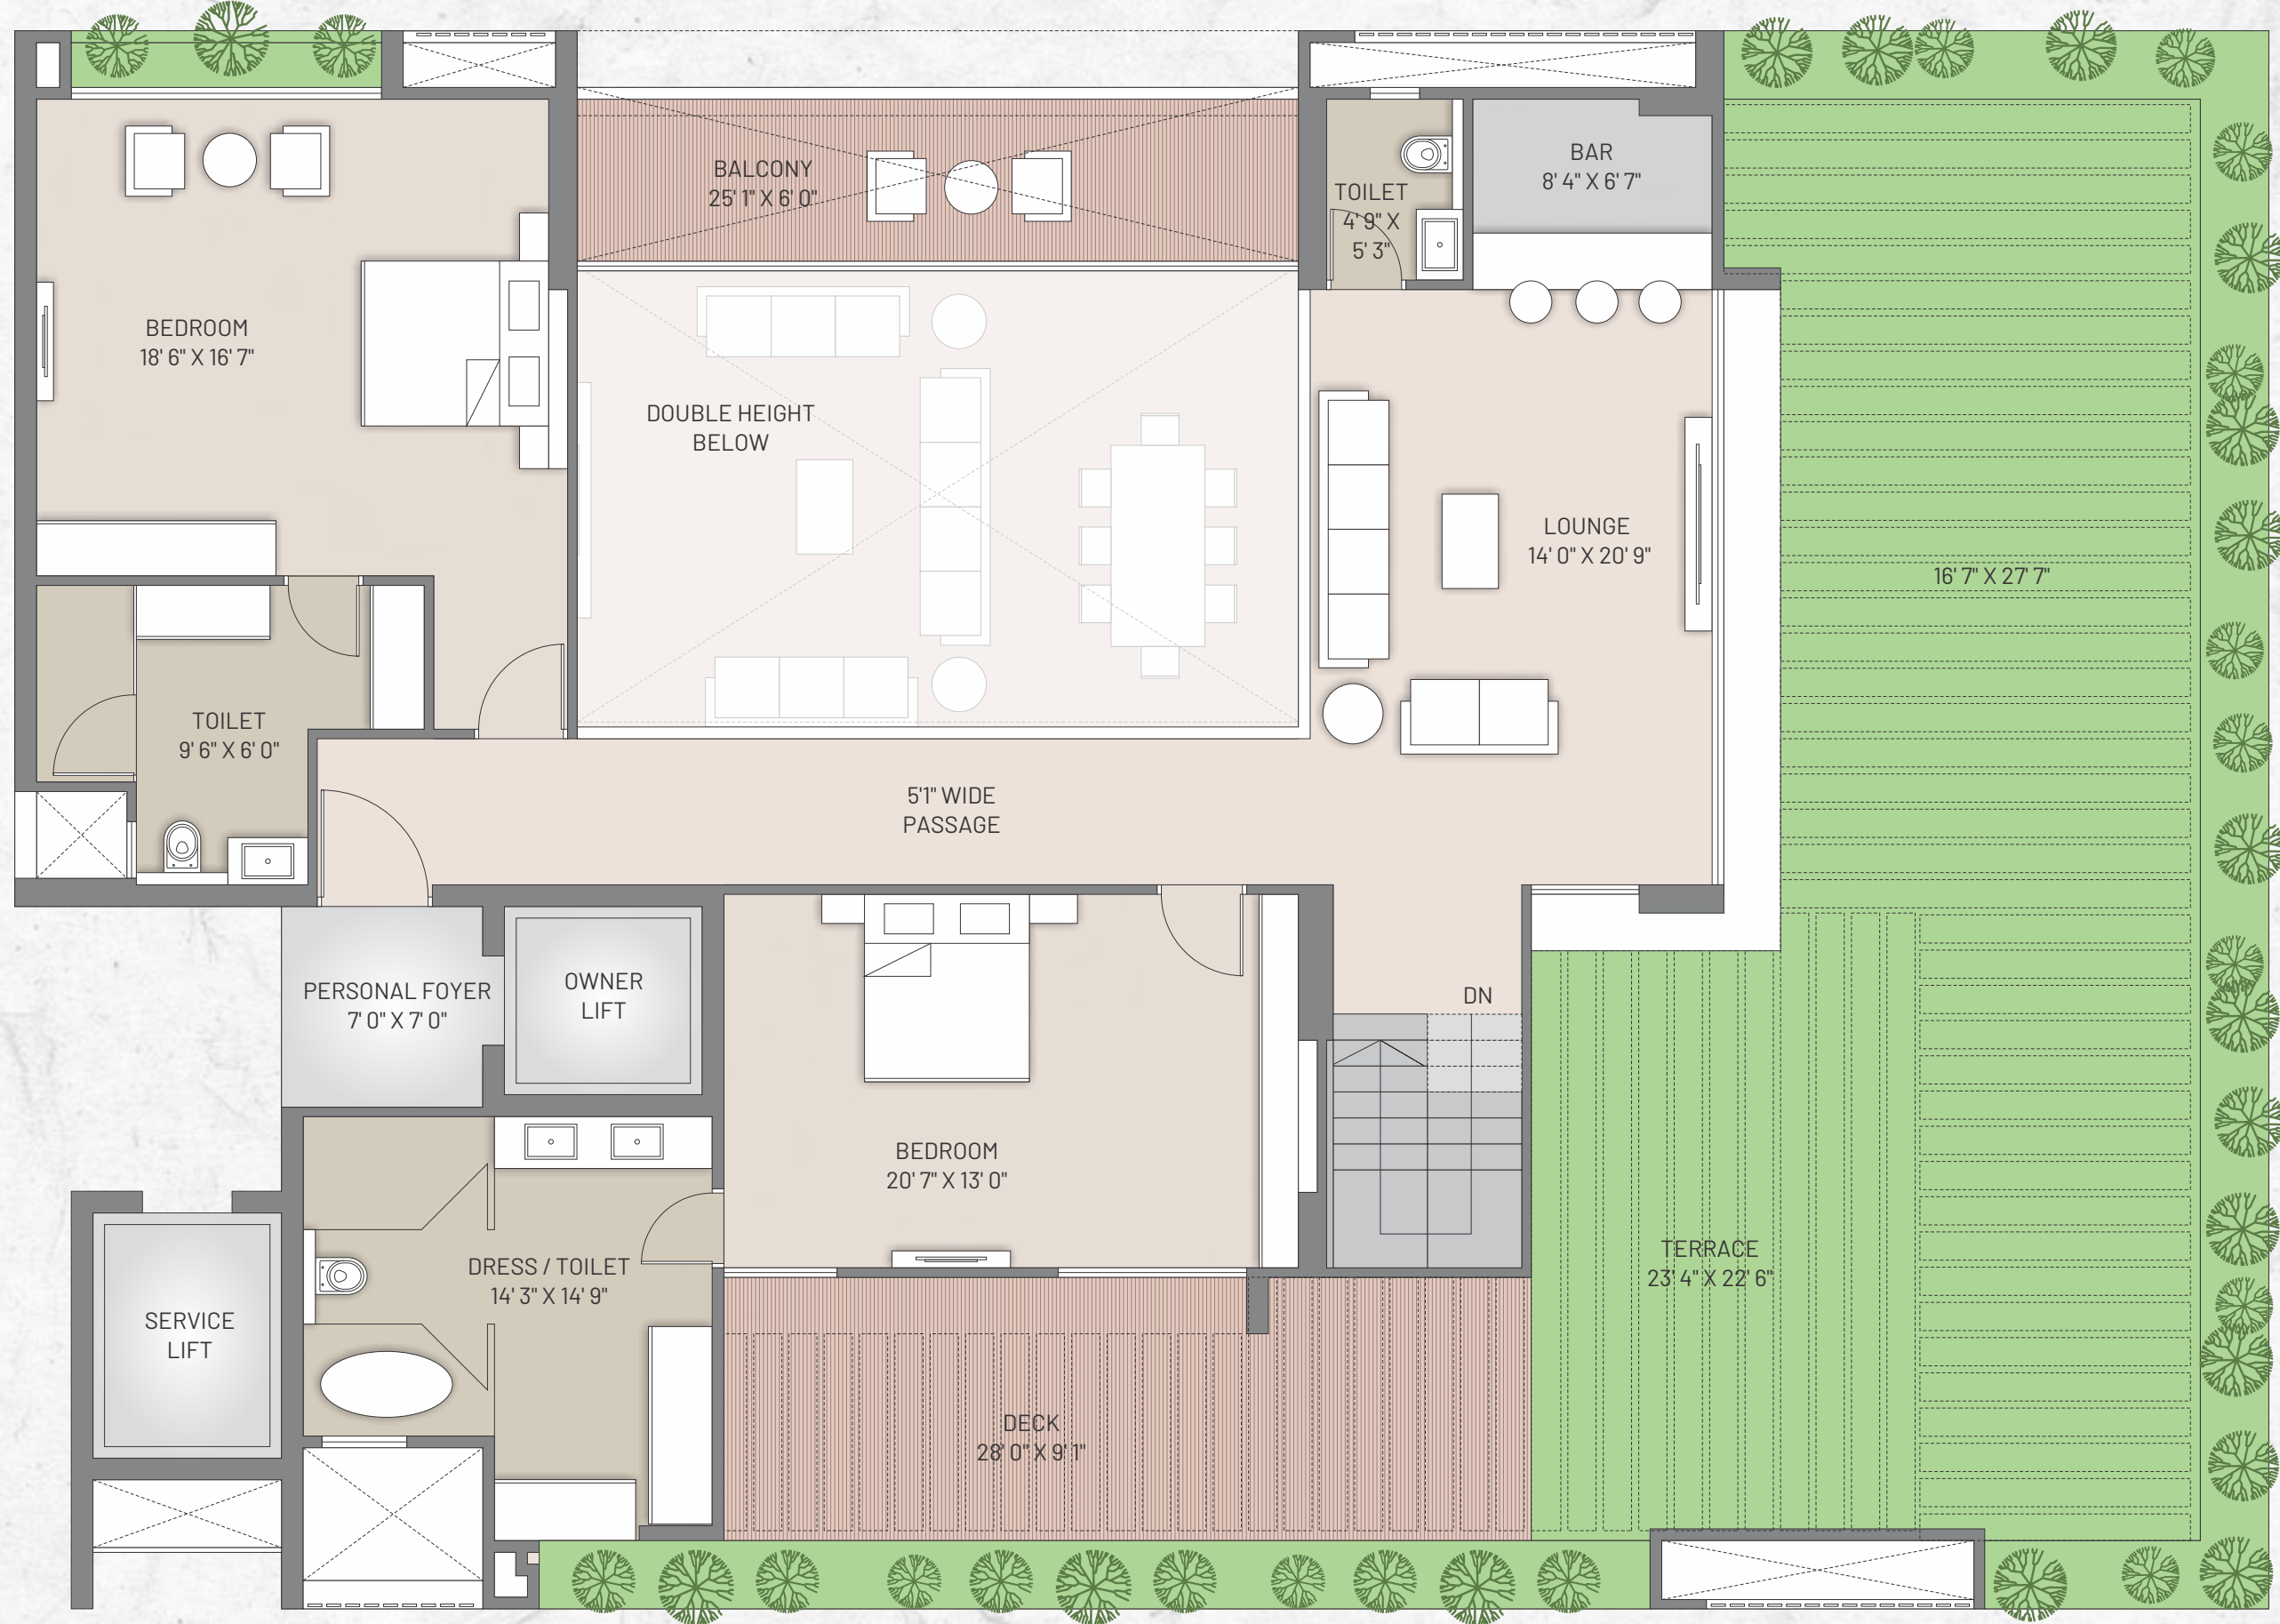 BALCONY
25' 1" X 6' 0"
TOILET
4' 9" X
5' 3"
BAR
8' 4" X 6' 7"
BEDROOM
18' 6" X 16' 7"
DOUBLE HEIGHT
BELOW
LOUNGE
14' 0" X 20' 9"
16' 7" X 27' 7"
TOILET
9' 6" X 6' 0"
5'1" WIDE
PASSAGE
PERSONAL FOYER
7' 0" X 7' 0"
OWNER
LIFT
DN
BEDROOM
20' 7" X 13' 0"
TERRACE
23' 4" X 22' 6"
DRESS / TOILET
14' 3" X 14' 9"
SERVICE
LIFT
DECK
28' 0" X 9' 1"